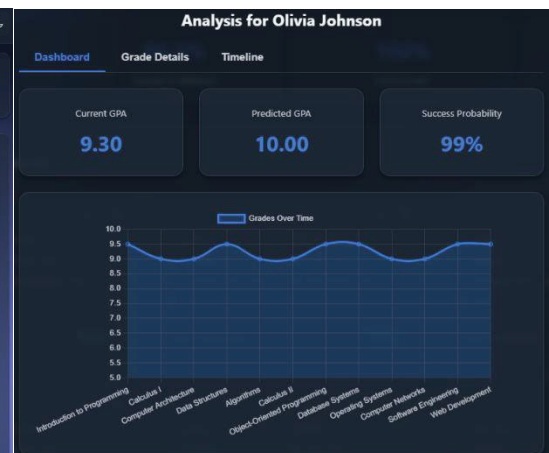 Analysis for Olivia Johnson
Dashboard Grade Details Timeline
Current GPA Predicted GPA Success Probability
9.30 10.00 99%
Grades Over Time
10.0
9.5
9.0
8.5
8.0
7.5
7.0
6.5
6.0
5.5
5.0
Introduction to Programming
Calculus I
Computer Architecture
Data Structures
Algorithms
Calculus II
Object-Oriented Programming
Database Systems
Operating Systems
Computer Networks
Software Engineering
Web Development